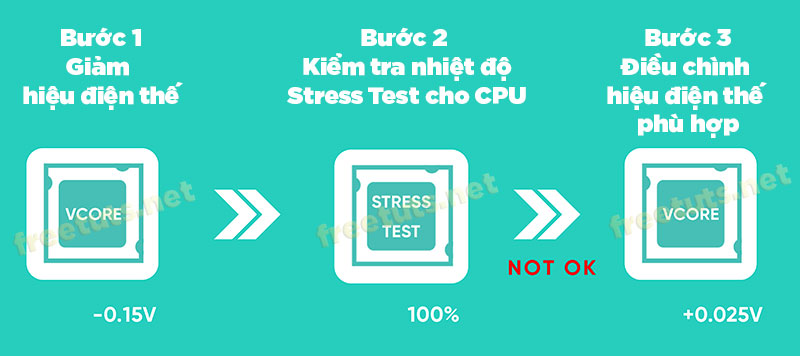 Bước 1
Giảm
hiệu điện thế
Bước 2
Kiểm tra nhiệt độ
Stress Test cho CPU
Bước 3
Điều chình
hiệu điện thế
phù hợp
VCORE
freetuts.net
-0.15V
STRESS
TEST
freetuts.net
100%
NOT OK
VCORE
freetuts.net
+0.025V